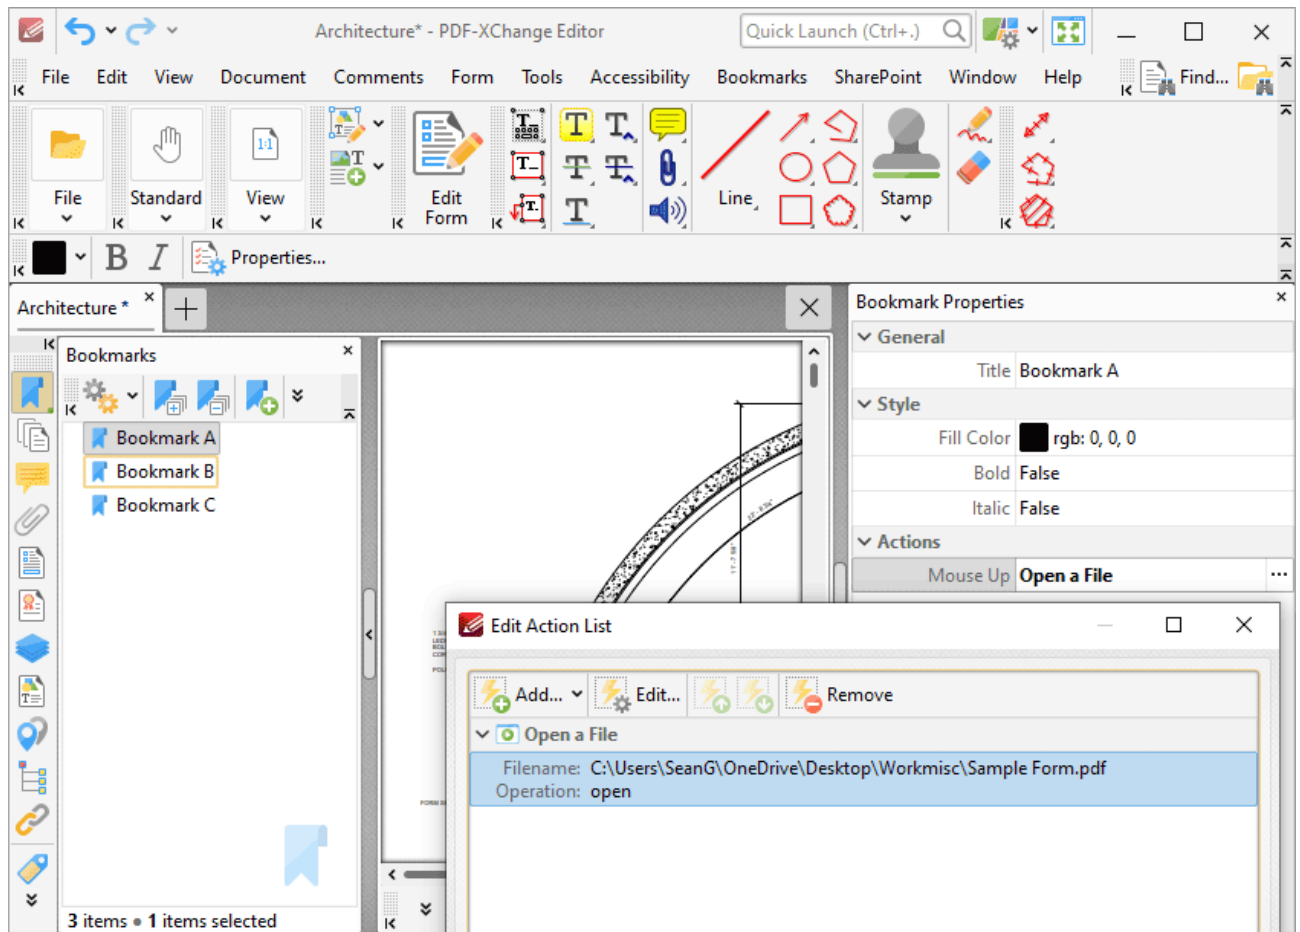 Architecture* - PDF-XChange Editor
Quick Launch (Ctrl+.)
File Edit View Document Comments Form Tools Accessibility Bookmarks SharePoint Window Help
Find...
1:1
File
Standard
View
Edit
Form
Line
Stamp
B I Properties...
Architecture *
Bookmarks
Bookmark A
Bookmark B
Bookmark C
3 items • 1 items selected
Bookmark Properties
General
Title Bookmark A
Style
Fill Color rgb: 0, 0, 0
Bold False
Italic False
Actions
Mouse Up Open a File ...
Edit Action List
Add... Edit... Remove
Open a File
Filename: C:\Users\SeanG\OneDrive\Desktop\Workmisc\Sample Form.pdf
Operation: open